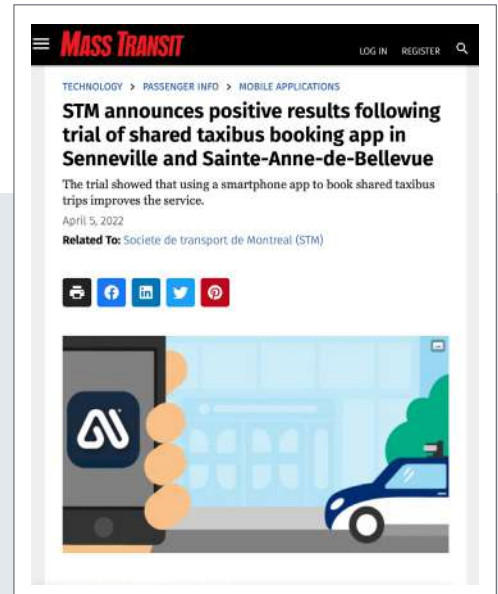 MASS TRANSIT
LOG IN REGISTER
TECHNOLOGY > PASSENGER INFO > MOBILE APPLICATIONS
STM announces positive results following
trial of shared taxibus booking app in
Senneville and Sainte-Anne-de-Bellevue
The trial showed that using a smartphone app to book shared taxibus
trips improves the service.
April 5, 2022
Related To: Societe de transport de Montreal (STM)